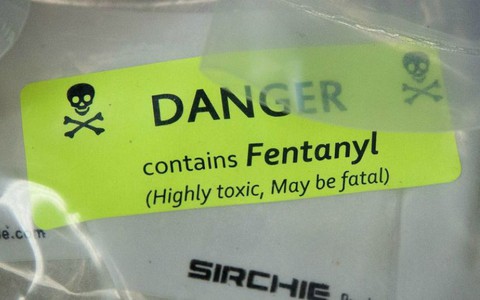 DANGER
contains Fentanyl
(Highly toxic, May be fatal)
SIRCHIE